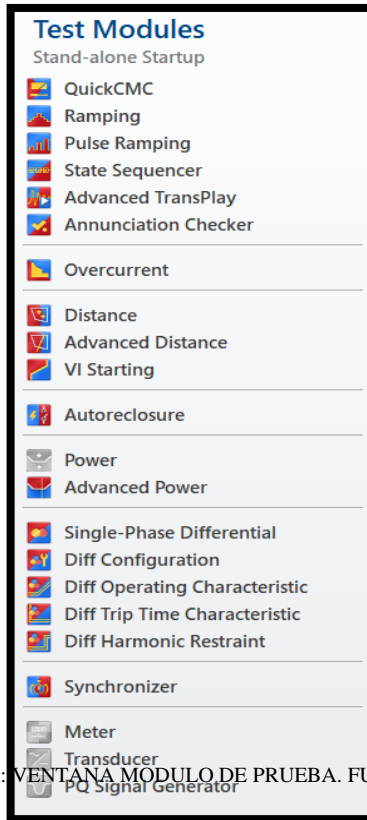 Test Modules
Stand-alone Startup
QuickCMC
Ramping
Pulse Ramping
State Sequencer
Advanced TransPlay
Annunciation Checker
Overcurrent
Distance
Advanced Distance
VI Starting
Autoreclosure
Power
Advanced Power
Single-Phase Differential
Diff Configuration
Diff Operating Characteristic
Diff Trip Time Characteristic
Diff Harmonic Restraint
Synchronizer
Meter
Transducer
: VENTANA MODULO DE PRUEBA. FU
PQ Signal Generator